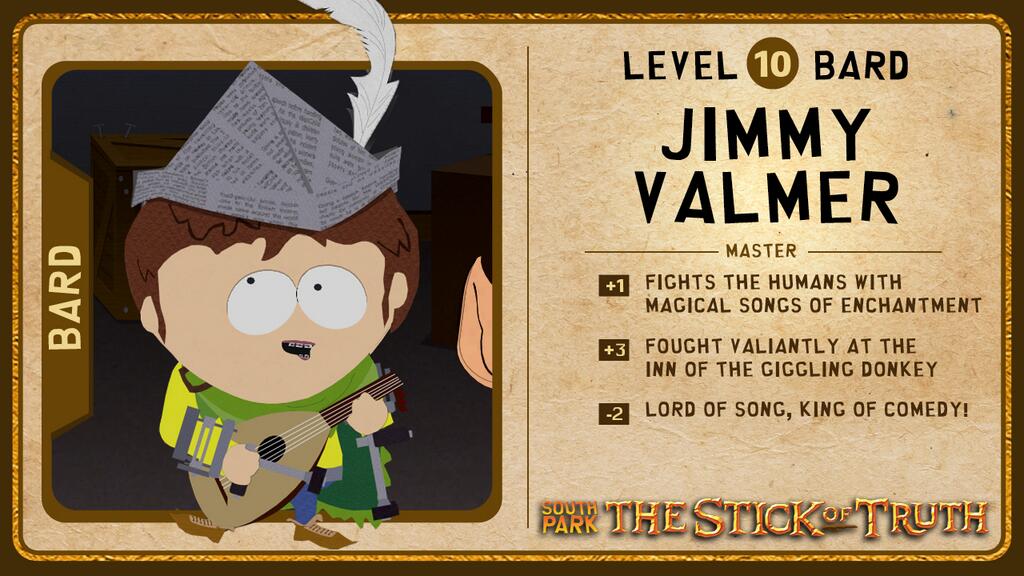 BARD
LEVEL 10 BARD
JIMMY
VALMER
MASTER
+1 FIGHTS THE HUMANS WITH
MAGICAL SONGS OF ENCHANTMENT
+3 FOUGHT VALIANTLY AT THE
INN OF THE GIGGLING DONKEY
-2 LORD OF SONG, KING OF COMEDY!
SOUTH
PARK THE STICK OF TRUTH